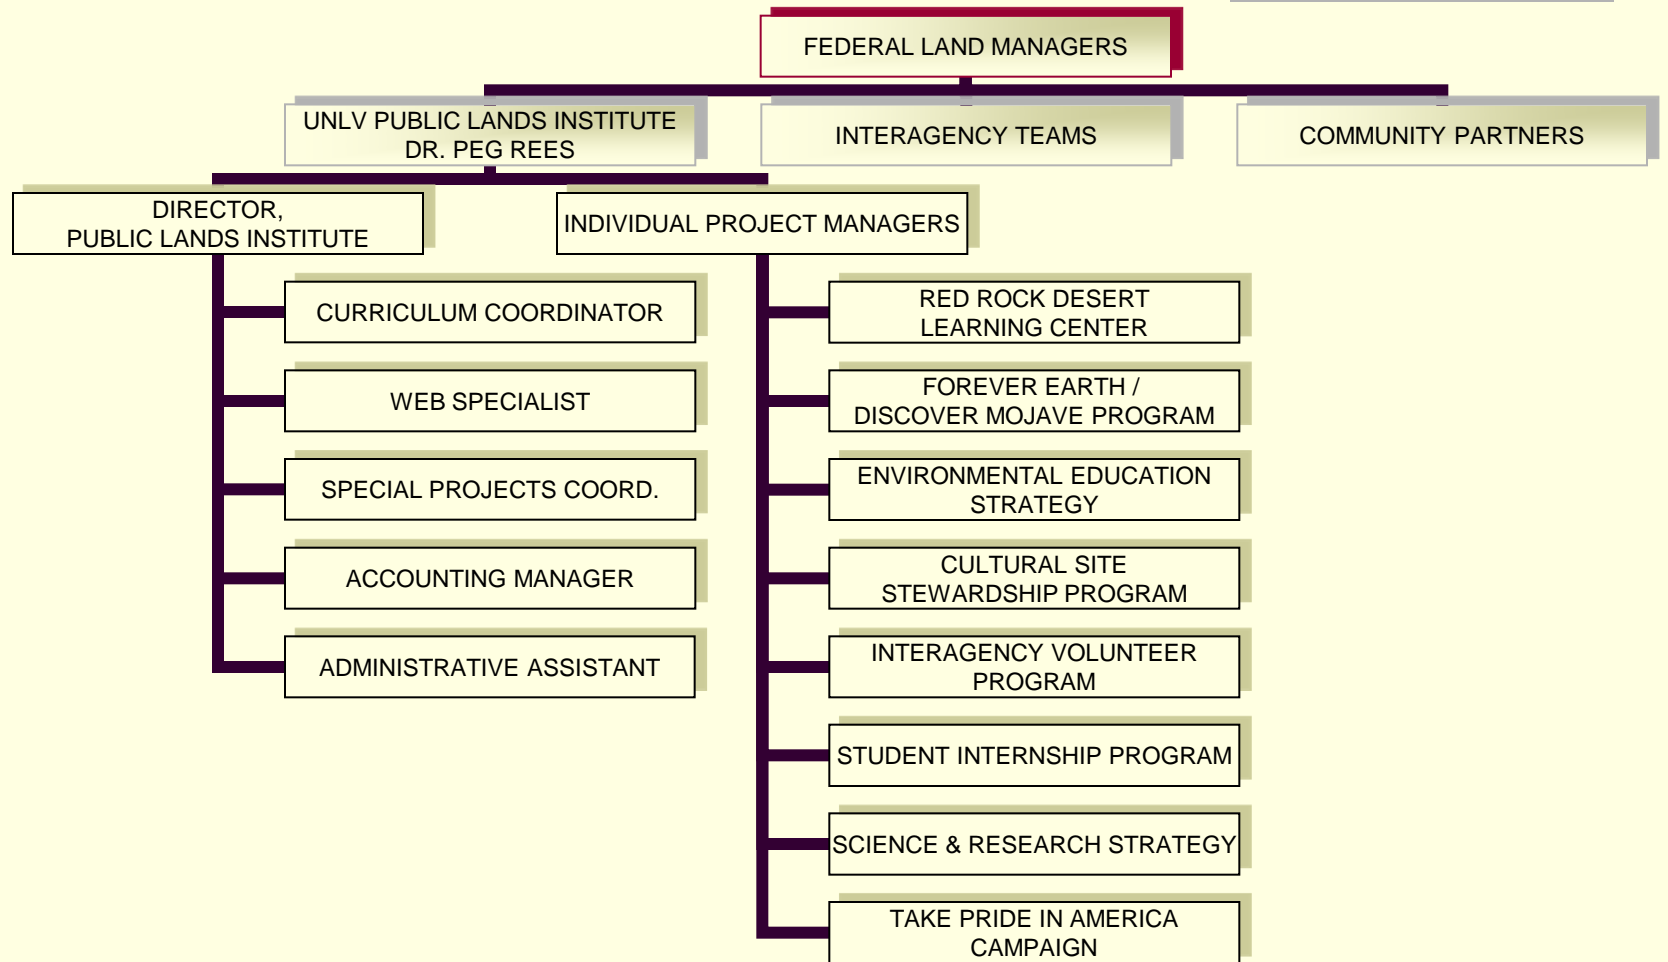 FEDERAL LAND MANAGERS
UNLV PUBLIC LANDS INSTITUTE
DR. PEG REES
INTERAGENCY TEAMS
COMMUNITY PARTNERS
DIRECTOR,
PUBLIC LANDS INSTITUTE
INDIVIDUAL PROJECT MANAGERS
CURRICULUM COORDINATOR
WEB SPECIALIST
SPECIAL PROJECTS COORD.
ACCOUNTING MANAGER
ADMINISTRATIVE ASSISTANT
RED ROCK DESERT
LEARNING CENTER
FOREVER EARTH /
DISCOVER MOJAVE PROGRAM
ENVIRONMENTAL EDUCATION
STRATEGY
CULTURAL SITE
STEWARDSHIP PROGRAM
INTERAGENCY VOLUNTEER
PROGRAM
STUDENT INTERNSHIP PROGRAM
SCIENCE & RESEARCH STRATEGY
TAKE PRIDE IN AMERICA
CAMPAIGN